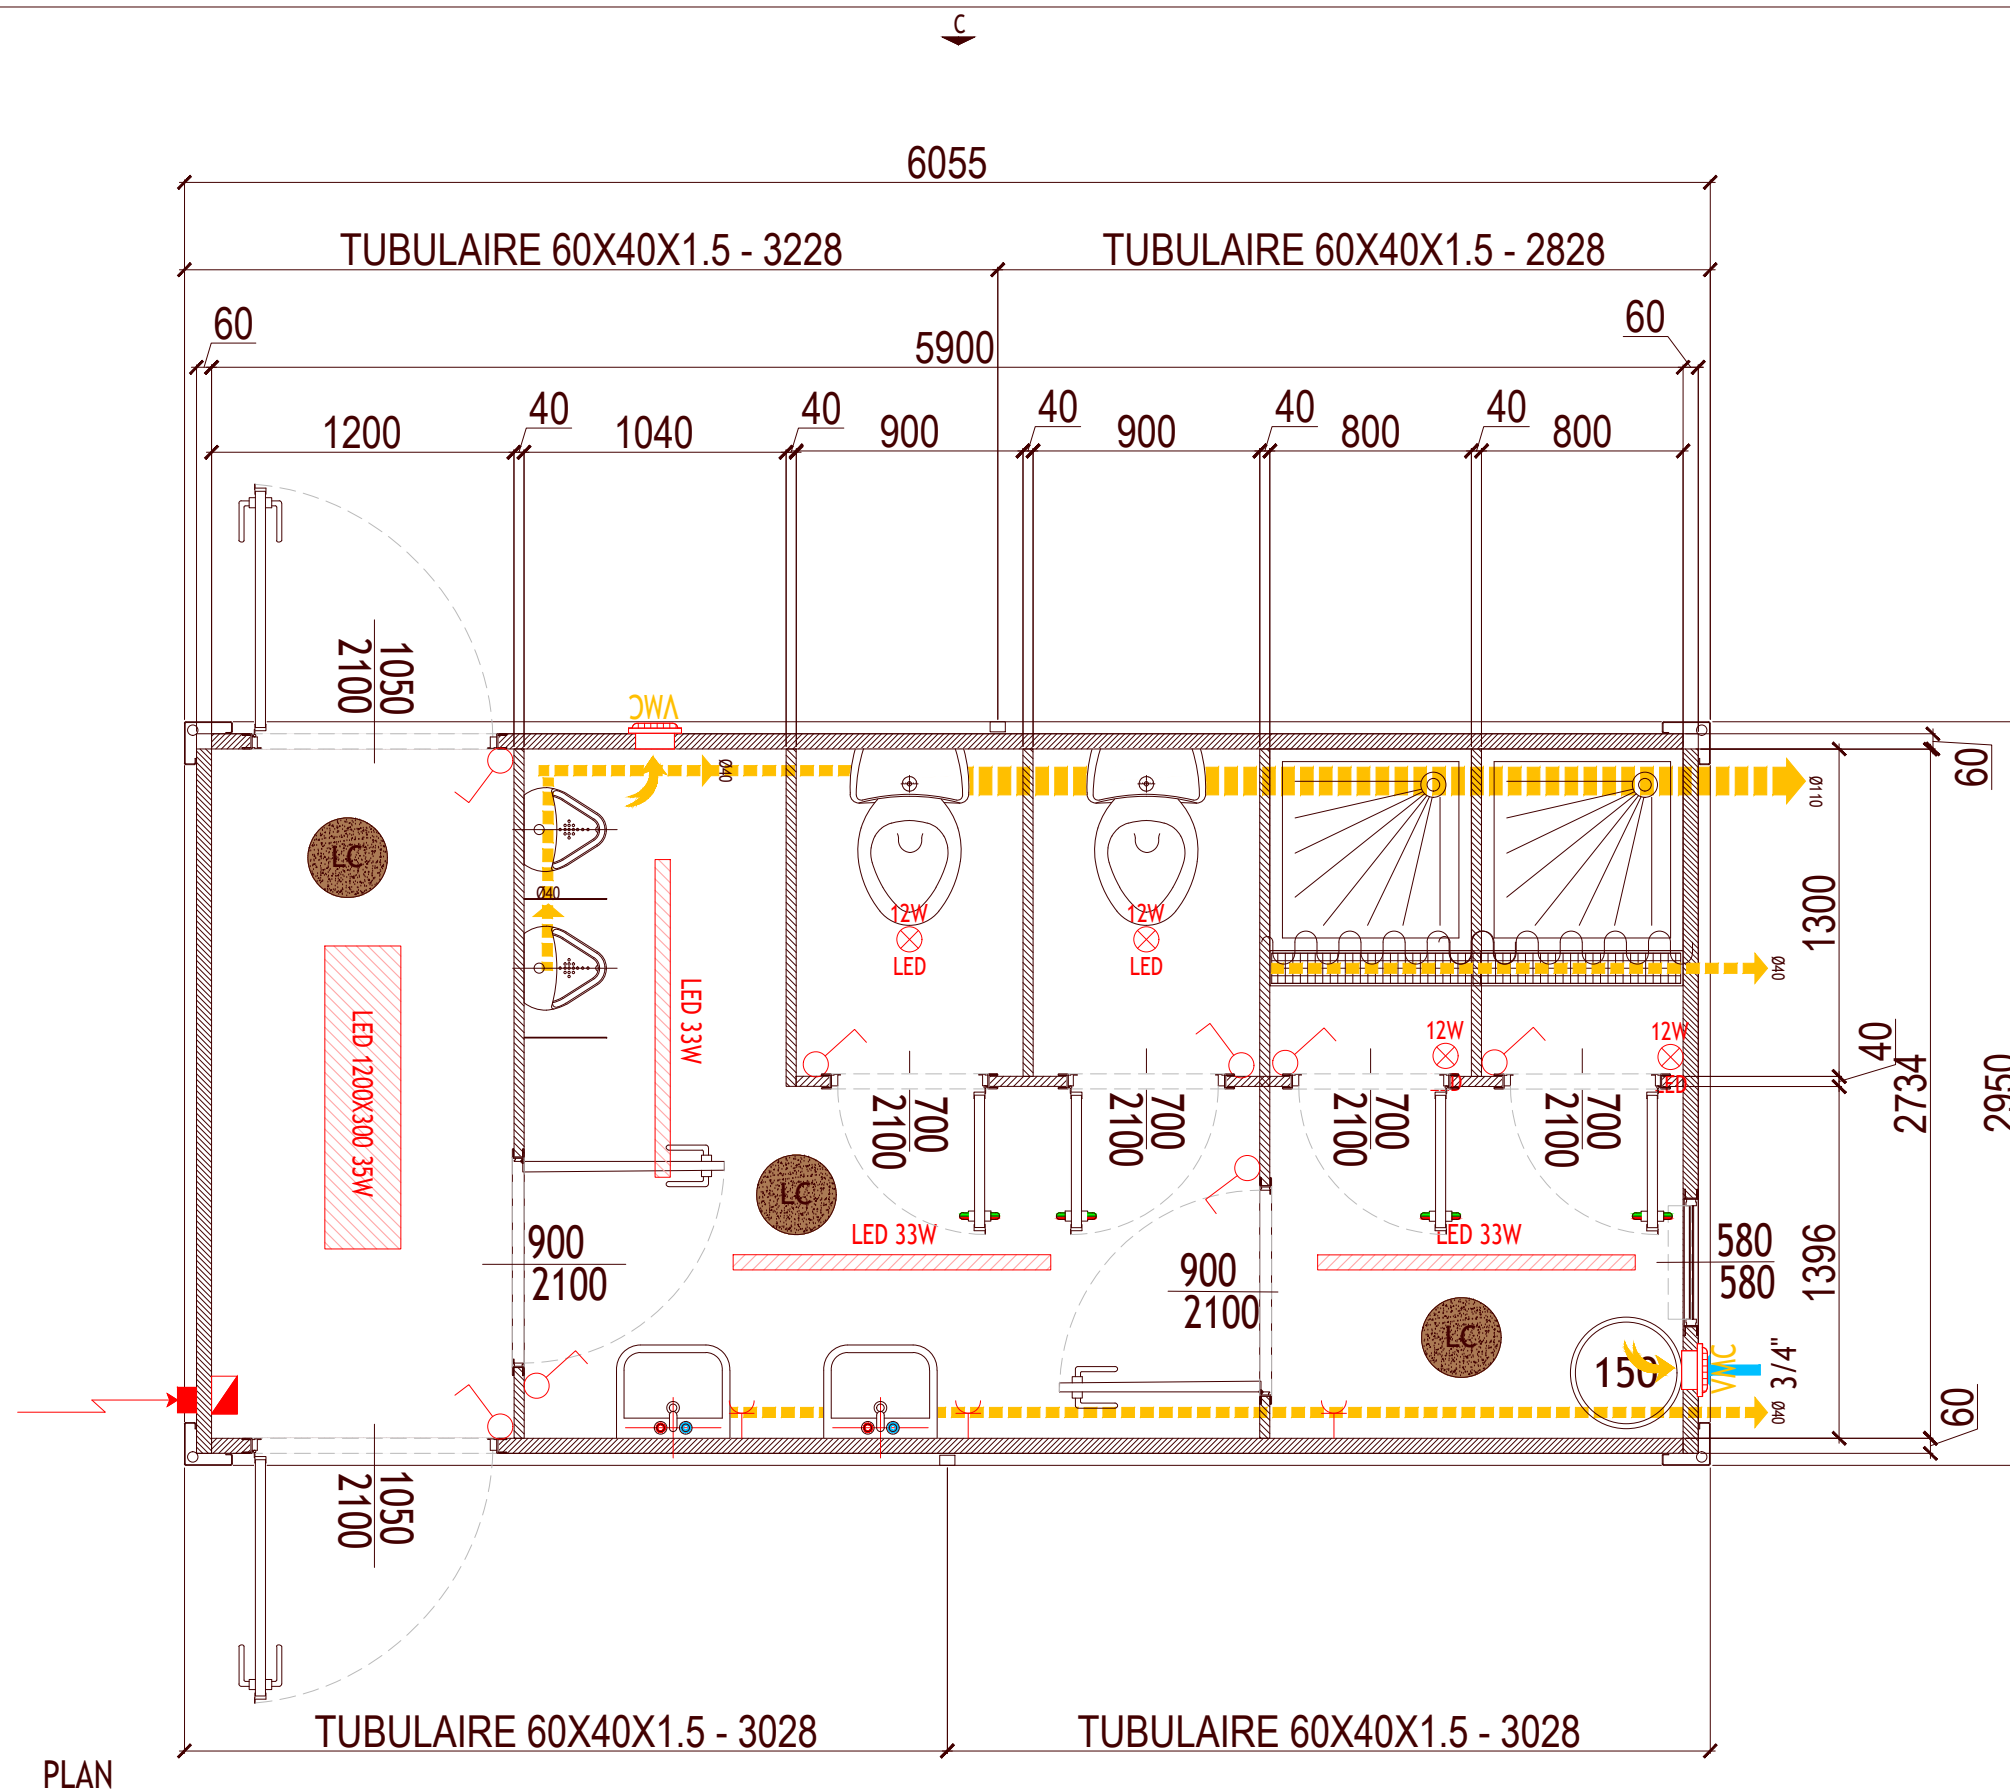 C
6055
TUBULAIRE 60X40X1.5 - 3228
TUBULAIRE 60X40X1.5 - 2828
60
5900
60
1200
40
1040
40
900
40
900
40
800
40
800
1050
2100
VMC
Ø40
Ø110
60
LC
Ø40
12W
LED
12W
LED
1300
Ø40
LED 33W
LED 1200X300 35W
12W
12W
LED
40
2734
2950
700
2100
700
2100
700
2100
700
2100
LC
LED 33W
LED 33W
900
2100
900
2100
580
580
1396
LC
150
VMC
3/4"
Ø40
60
1050
2100
TUBULAIRE 60X40X1.5 - 3028
TUBULAIRE 60X40X1.5 - 3028
PLAN